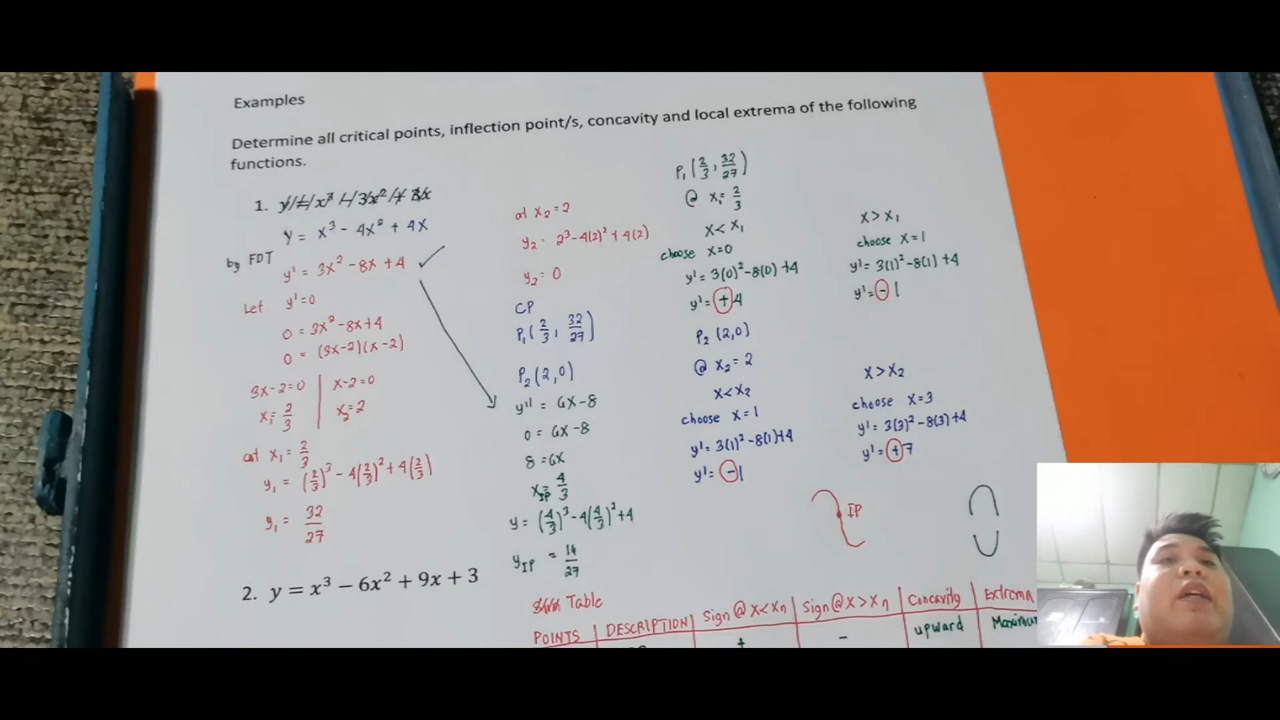 Examples
Determine all critical points, inflection point/s, concavity and local extrema of the following
functions.
1.
y = x³ - 4x² + 4x
by FDT
y' = 3x² - 8x + 4 ✓
Let y' = 0
0 = 3x² - 8x + 4
0 = (3x-2)(x-2)
3x-2=0 | x-2=0
x₁ = 2/3 | x₂ = 2
at x₁ = 2/3
y₁ = (2/3)³ - 4(2/3)² + 4(2/3)
y₁ = 32/27
2. y = x³ − 6x² + 9x + 3
at x₂ = 2
y₂ = 2³ - 4(2)² + 4(2)
y₂ = 0
CP
P₁(2/3, 32/27)
P₂(2,0)
y'' = 6x-8
0 = 6x-8
8 = 6x
x_IP = 4/3
y = (4/3)³ - 4(4/3)² + 4
y_IP = 16/27
P₁(2/3, 32/27)
@ x₁ = 2/3
x < x₁
choose x=0
y' = 3(0)² - 8(0) + 4
y' = + 4
P₂ (2,0)
@ x₂ = 2
x < x₂
choose x = 1
y' = 3(1)² - 8(1) + 4
y' = - 1
x > x₁
choose x = 1
y' = 3(1)² - 8(1) + 4
y' = - 1
x > x₂
choose x = 3
y' = 3(3)² - 8(3) + 4
y' = + 7
IP
Table
POINTS | DESCRIPTION | Sign @ x < xₙ | Sign @ x > xₙ | Concavity | Extrema
+ | - | upward | Maximum